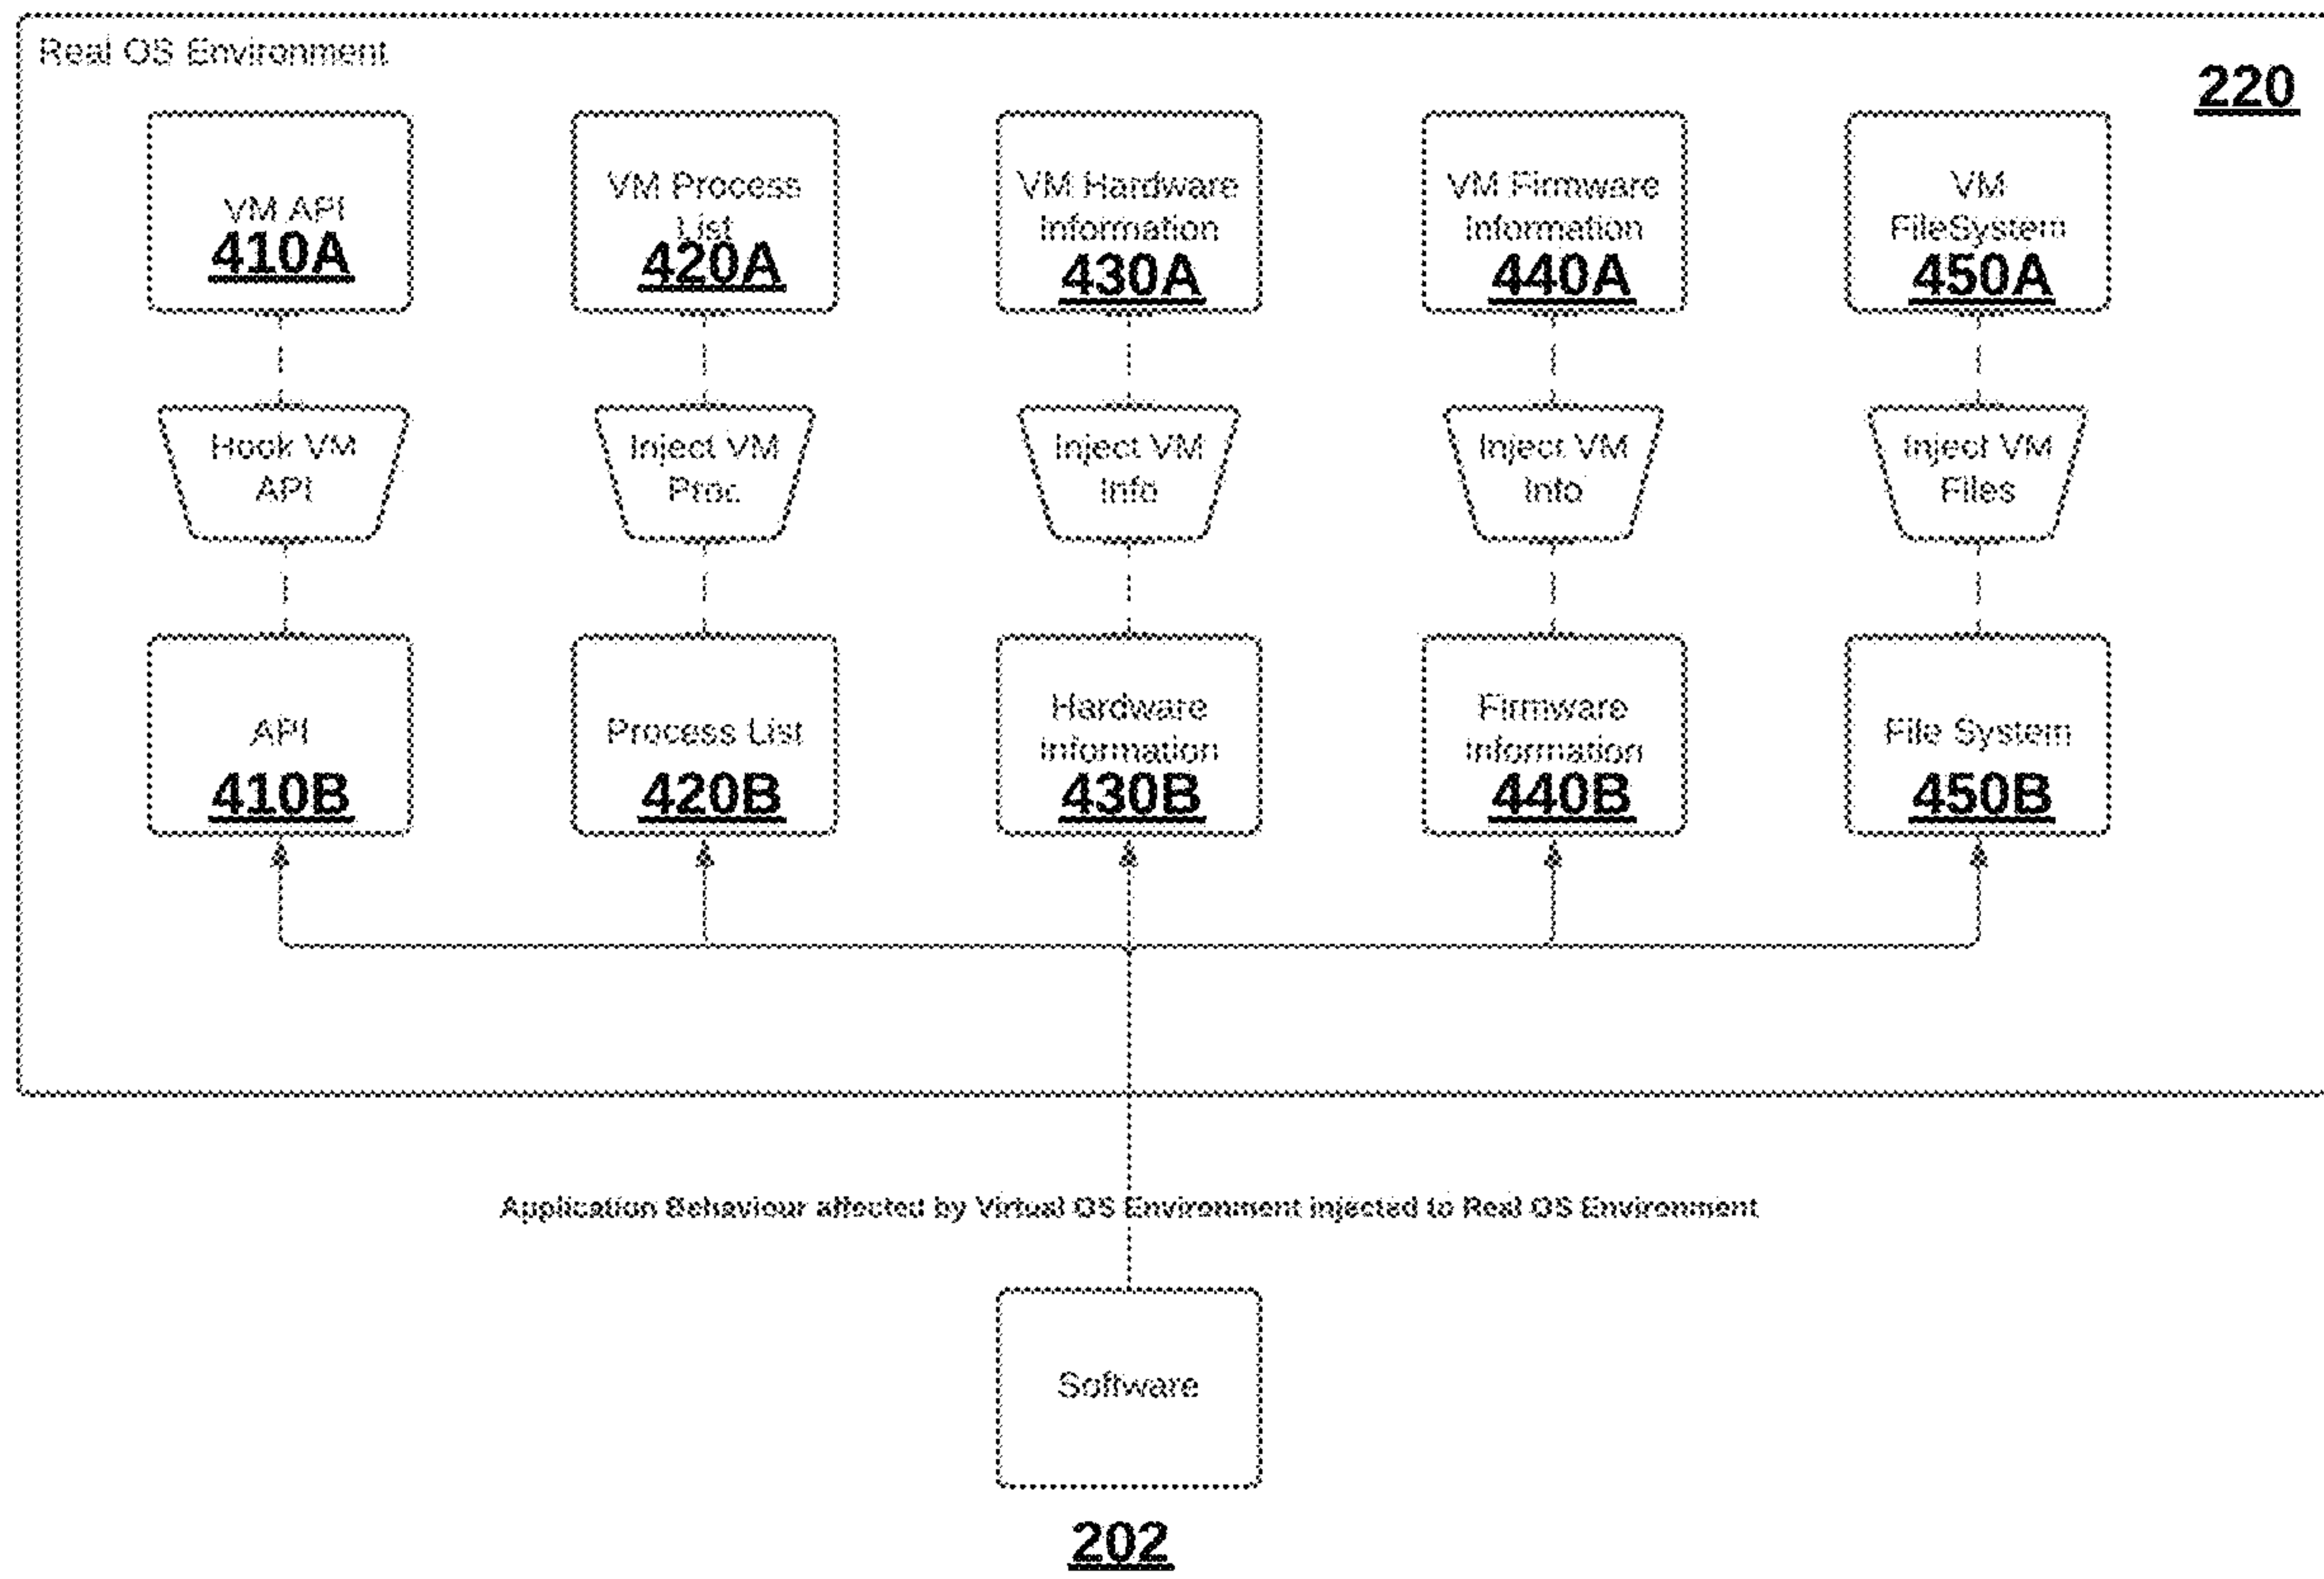 Real OS Environment
220
VM API
410A
VM Process
List
420A
VM Hardware
Information
430A
VM Firmware
Information
440A
VM
FileSystem
450A
Hook VM
API
Inject VM
Proc
Inject VM
Info
Inject VM
Info
Inject VM
Files
API
410B
Process List
420B
Hardware
Information
430B
Firmware
Information
440B
File System
450B
Application Behaviour affected by Virtual OS Environment injected to Real OS Environment
Software
202